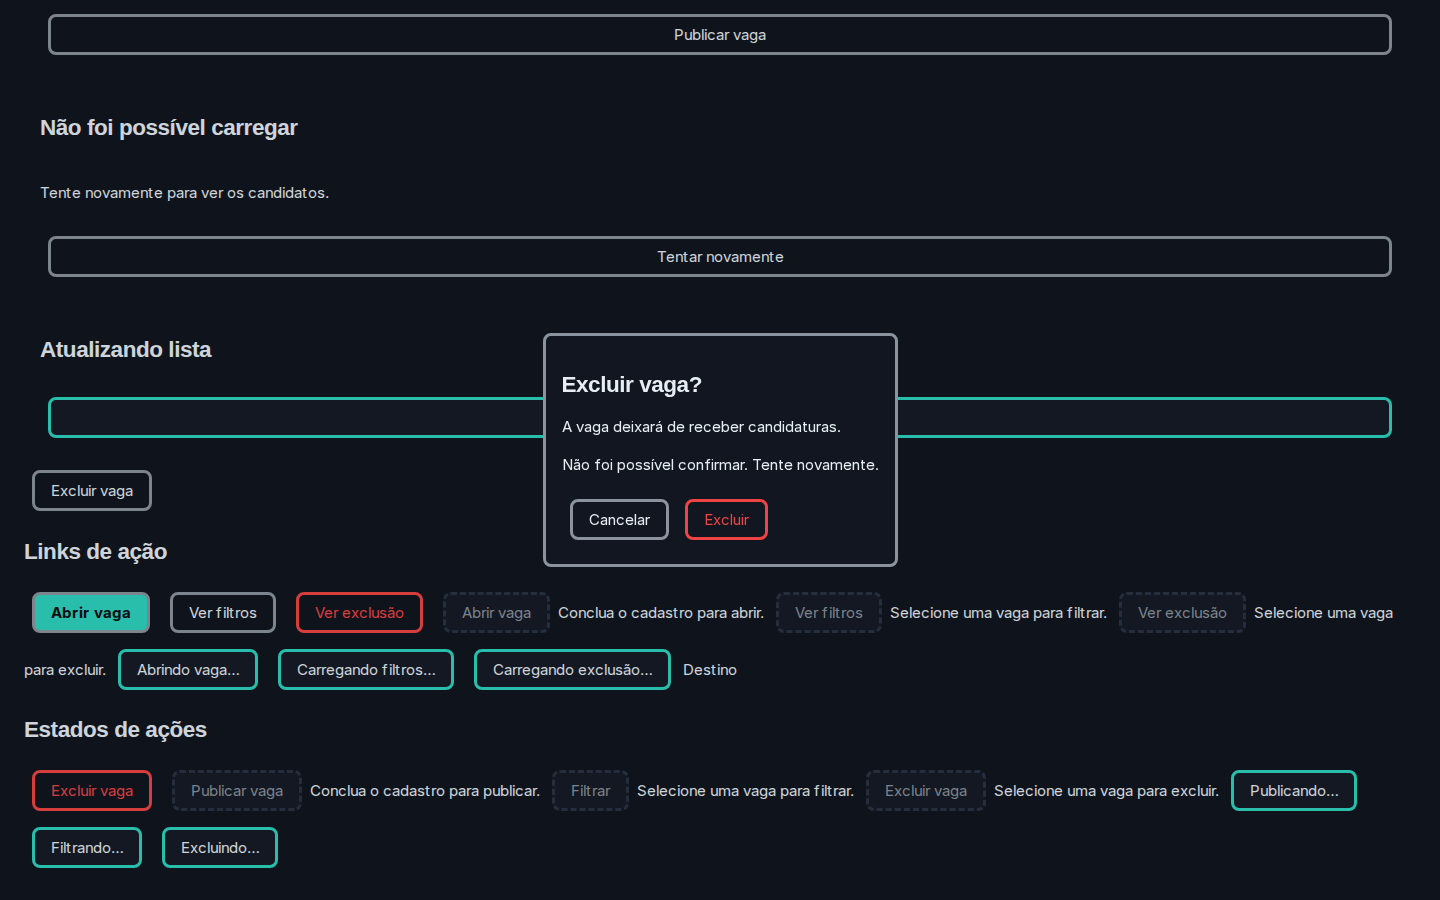 Publicar vaga
Não foi possível carregar
Tente novamente para ver os candidatos.
Tentar novamente
Atualizando lista
Excluir vaga?
A vaga deixará de receber candidaturas.
Não foi possível confirmar. Tente novamente.
Cancelar Excluir
Excluir vaga
Links de ação
Abrir vaga Ver filtros Ver exclusão Abrir vaga Conclua o cadastro para abrir. Ver filtros Selecione uma vaga para filtrar. Ver exclusão Selecione uma vaga
para excluir. Abrindo vaga... Carregando filtros... Carregando exclusão... Destino
Estados de ações
Excluir vaga Publicar vaga Conclua o cadastro para publicar. Filtrar Selecione uma vaga para filtrar. Excluir vaga Selecione uma vaga para excluir. Publicando...
Filtrando... Excluindo...